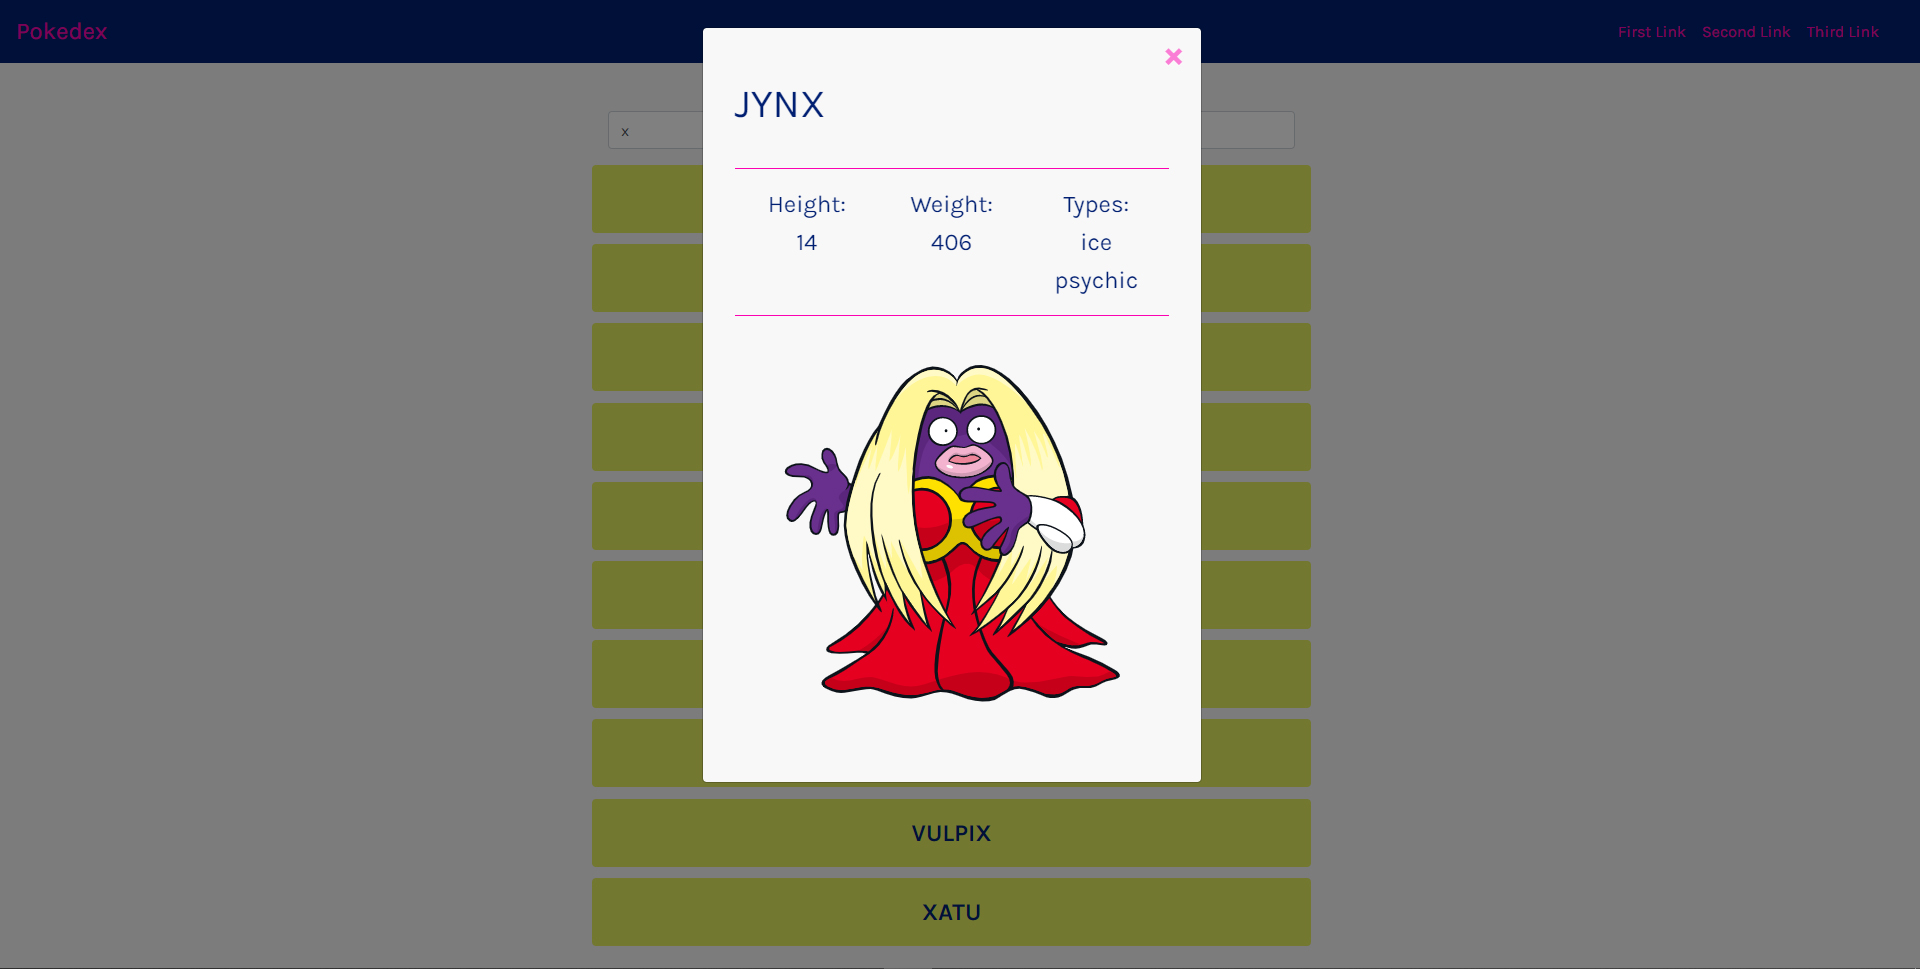 Pokedex
First Link Second Link Third Link
x
JYNX
Height: Weight: Types:
14 406 ice
psychic
VULPIX
XATU